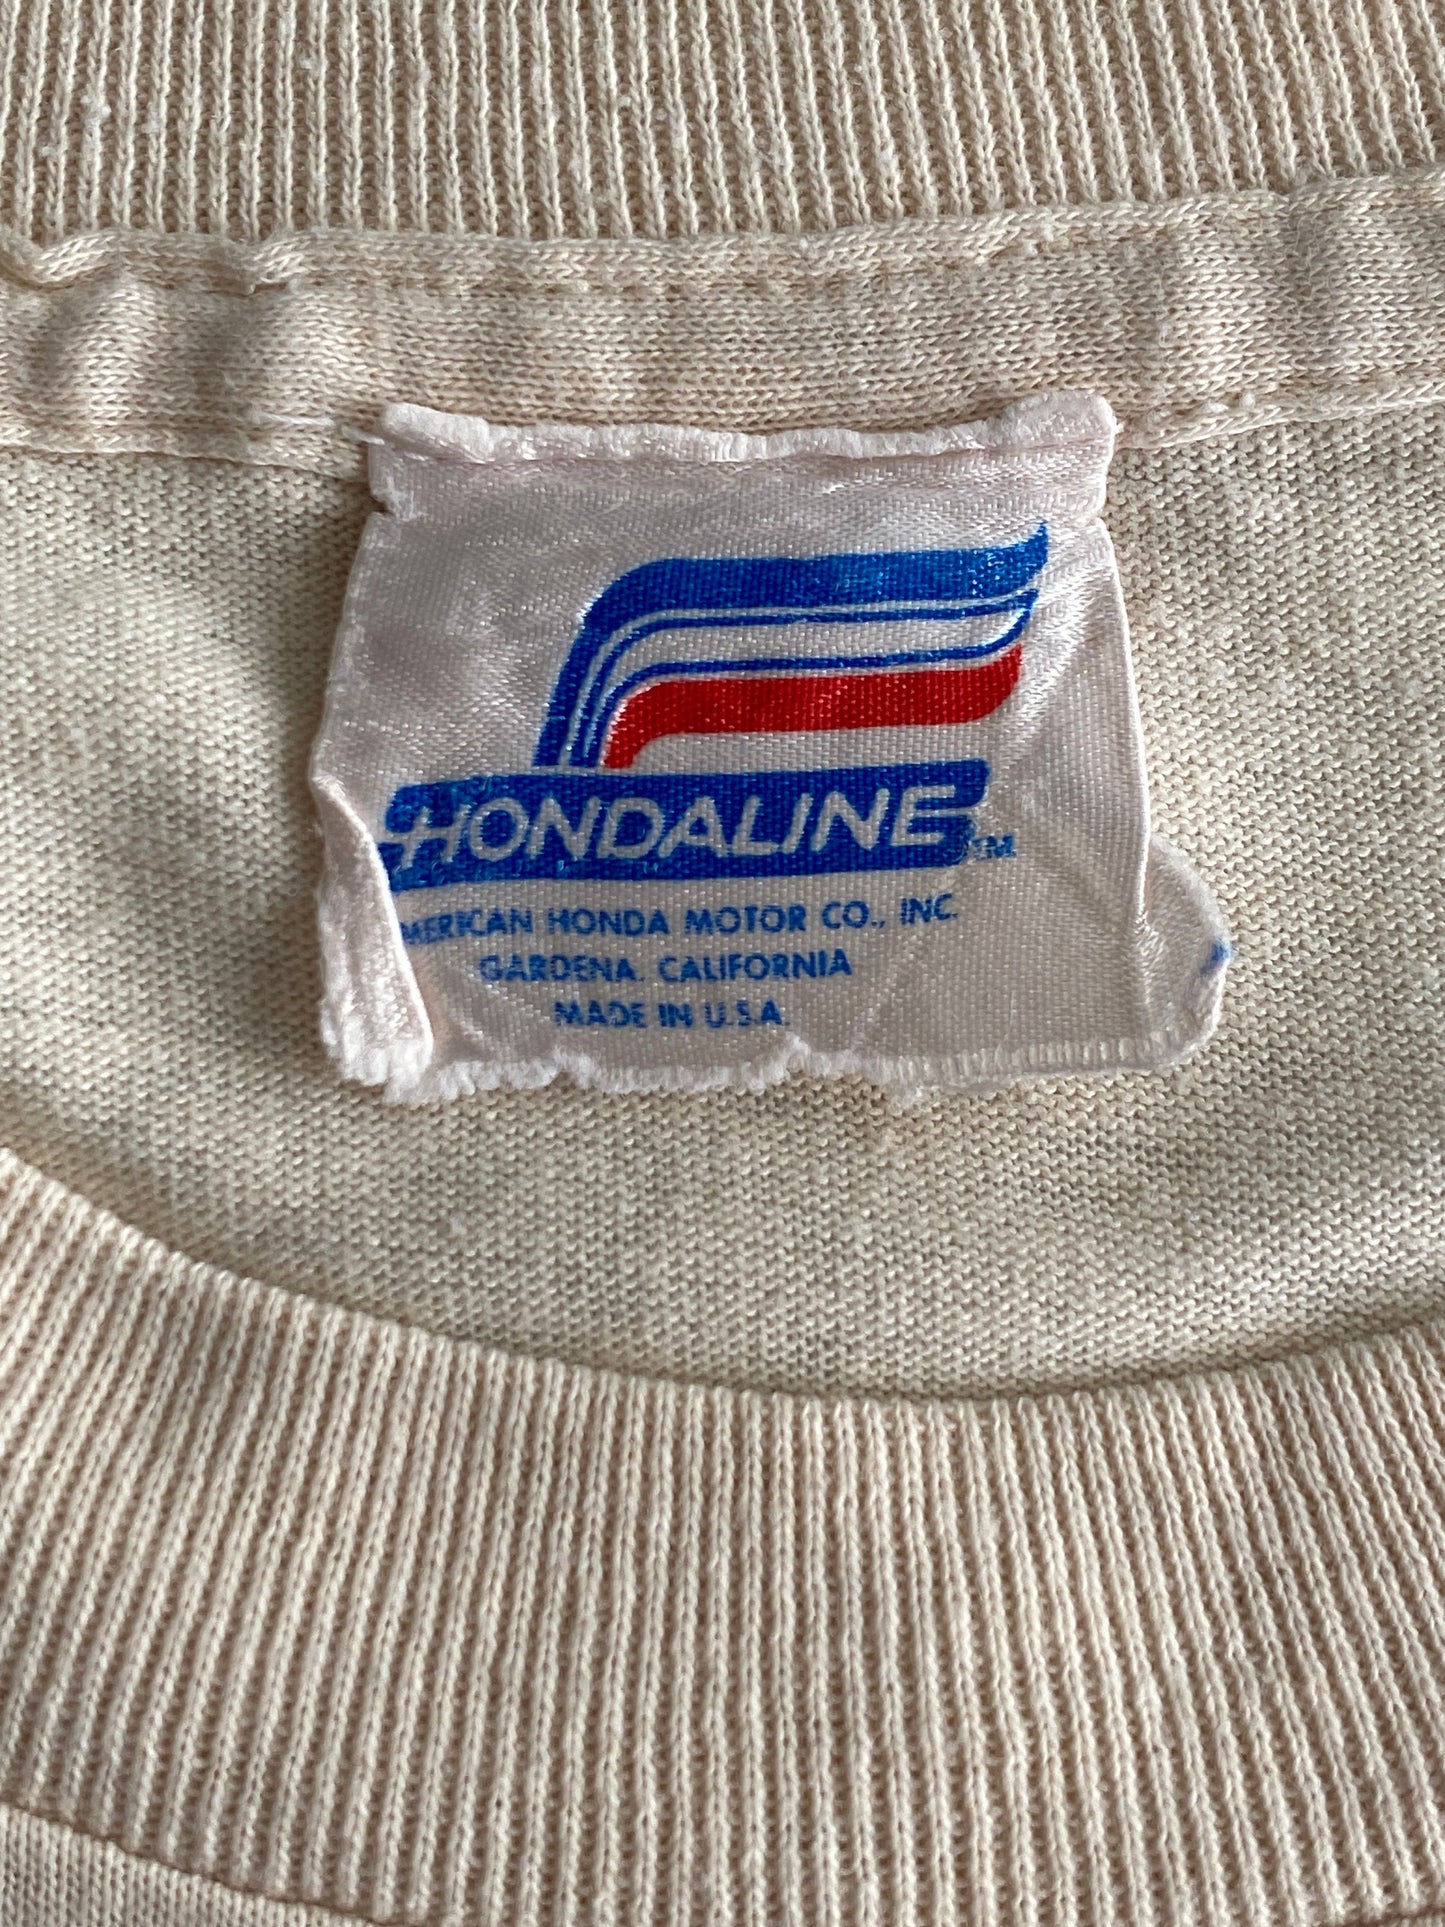 HONDALINE TM.
MERICAN HONDA MOTOR CO., INC.
GARDENA, CALIFORNIA
MADE IN U.S.A.